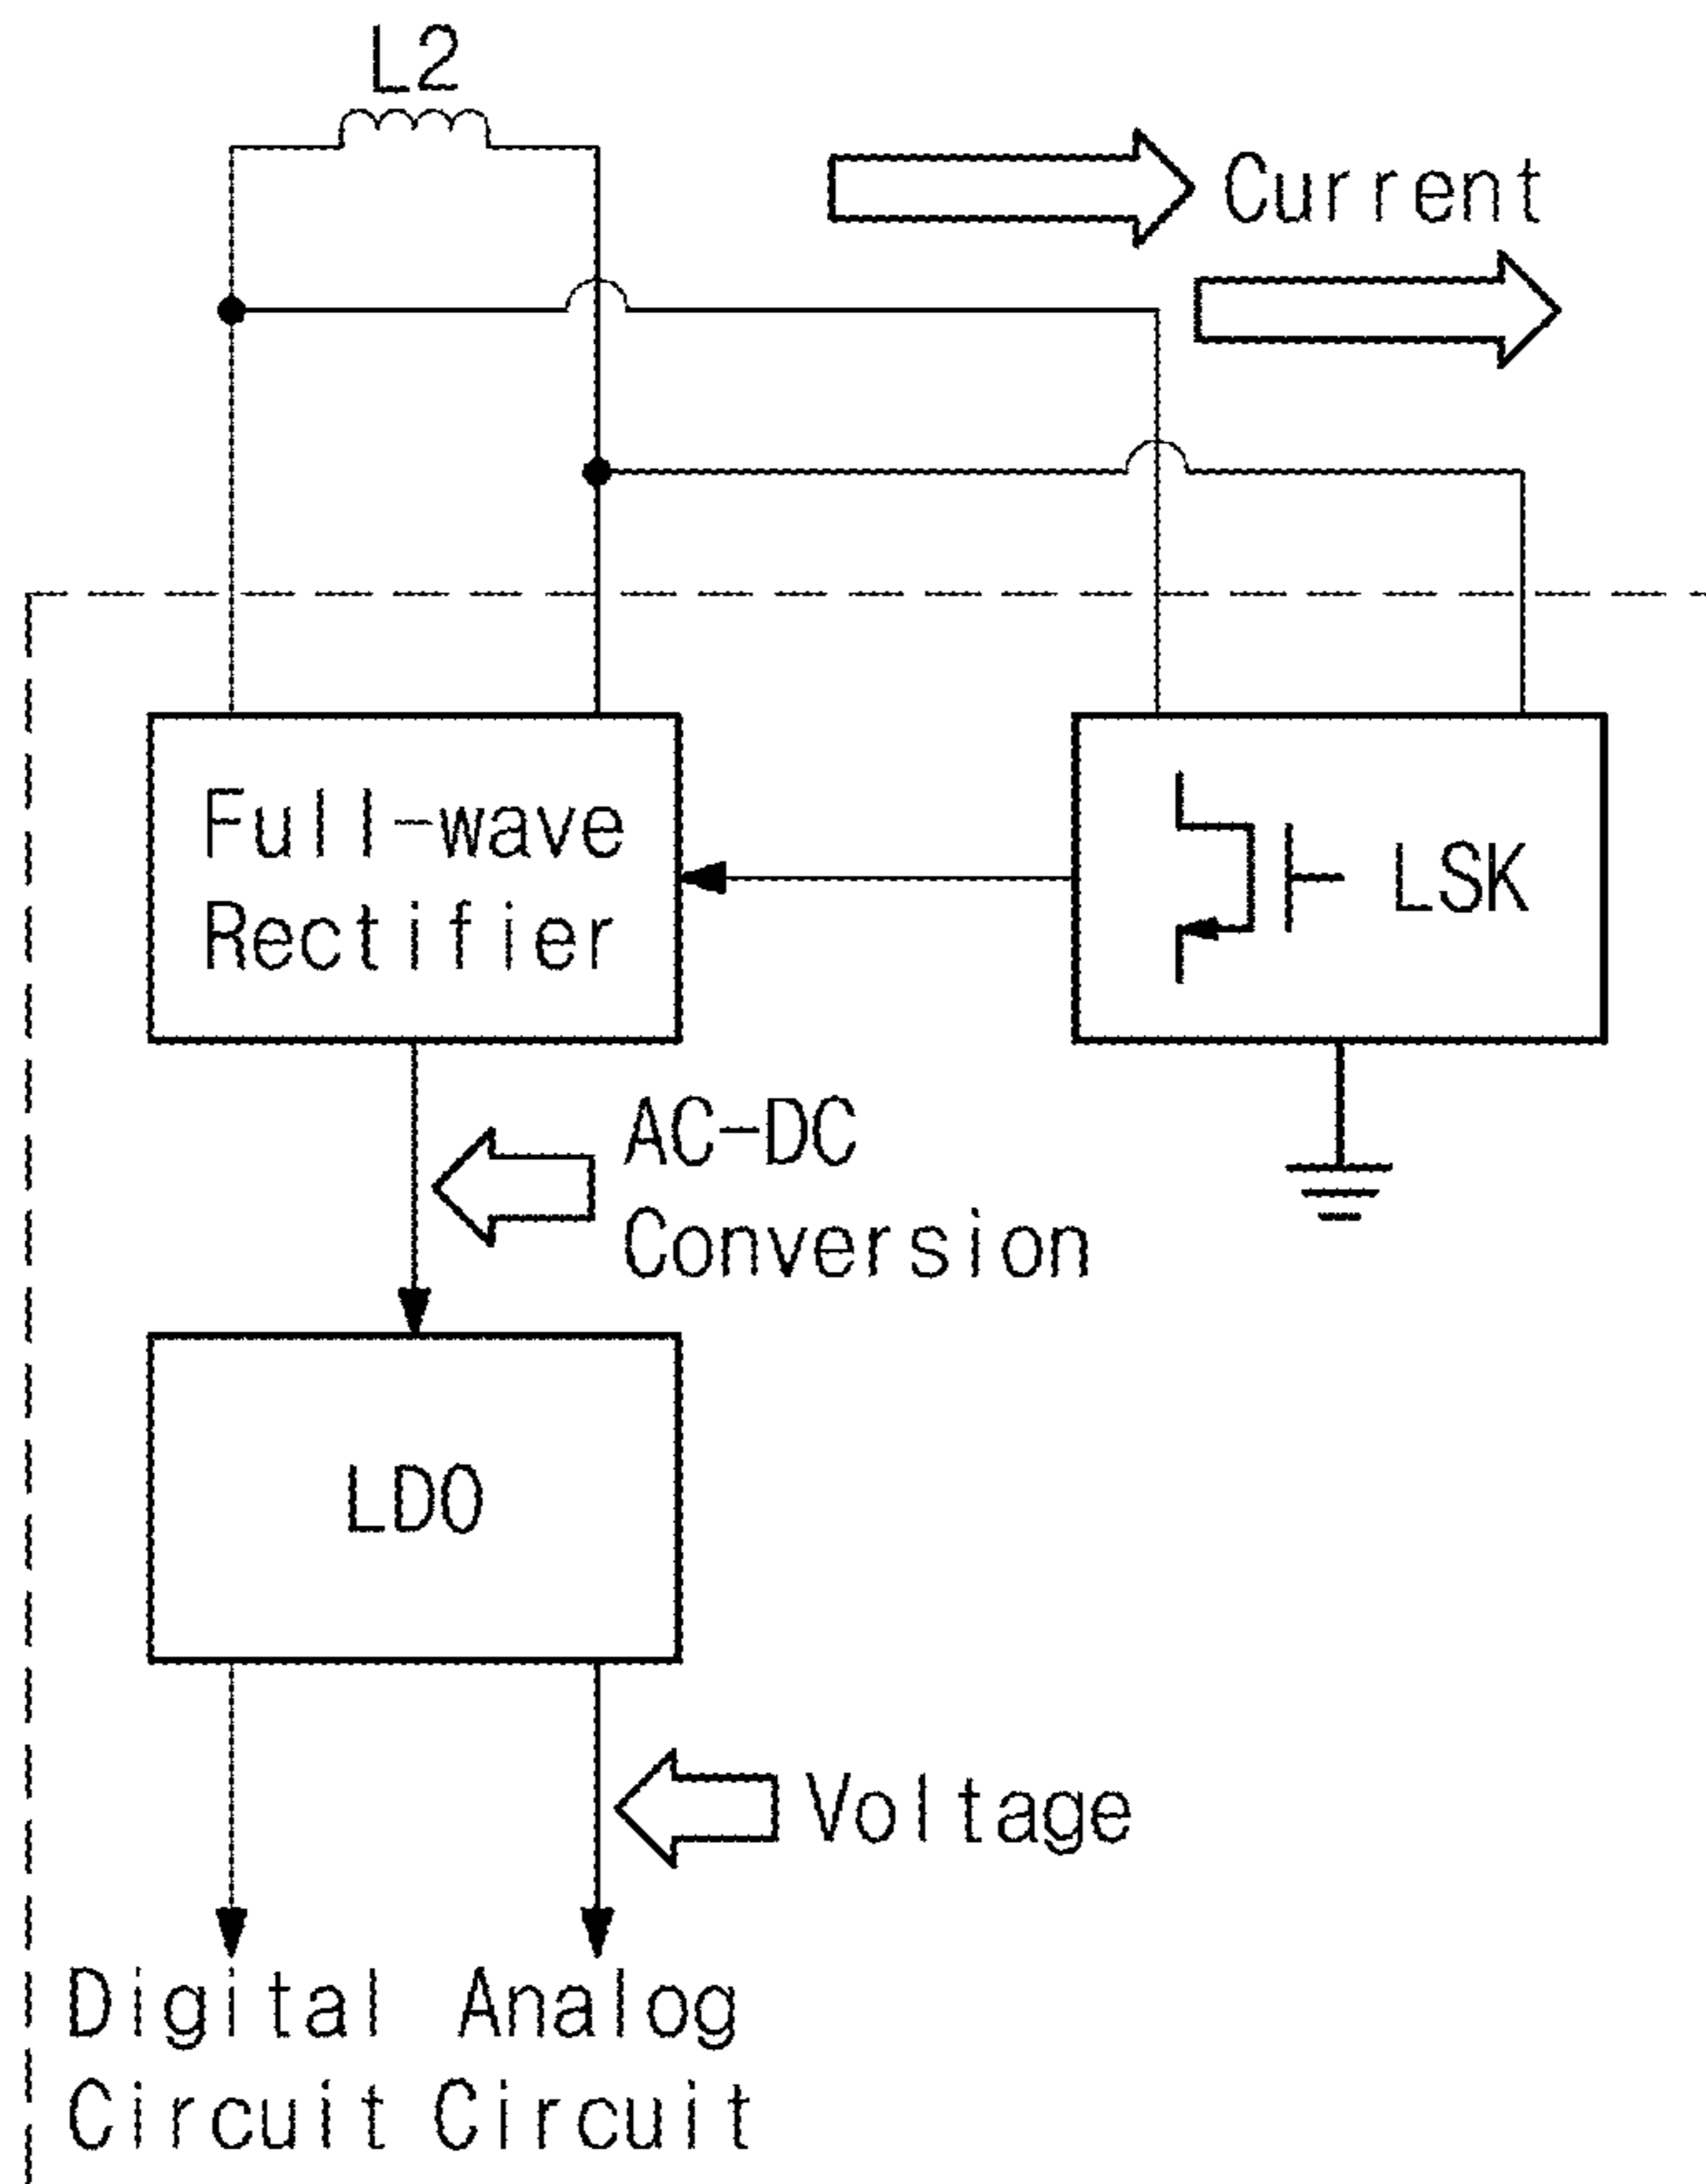 L2
Current
Full-wave
Rectifier
LSK
AC-DC
Conversion
LDO
Voltage
Digital Analog
Circuit Circuit